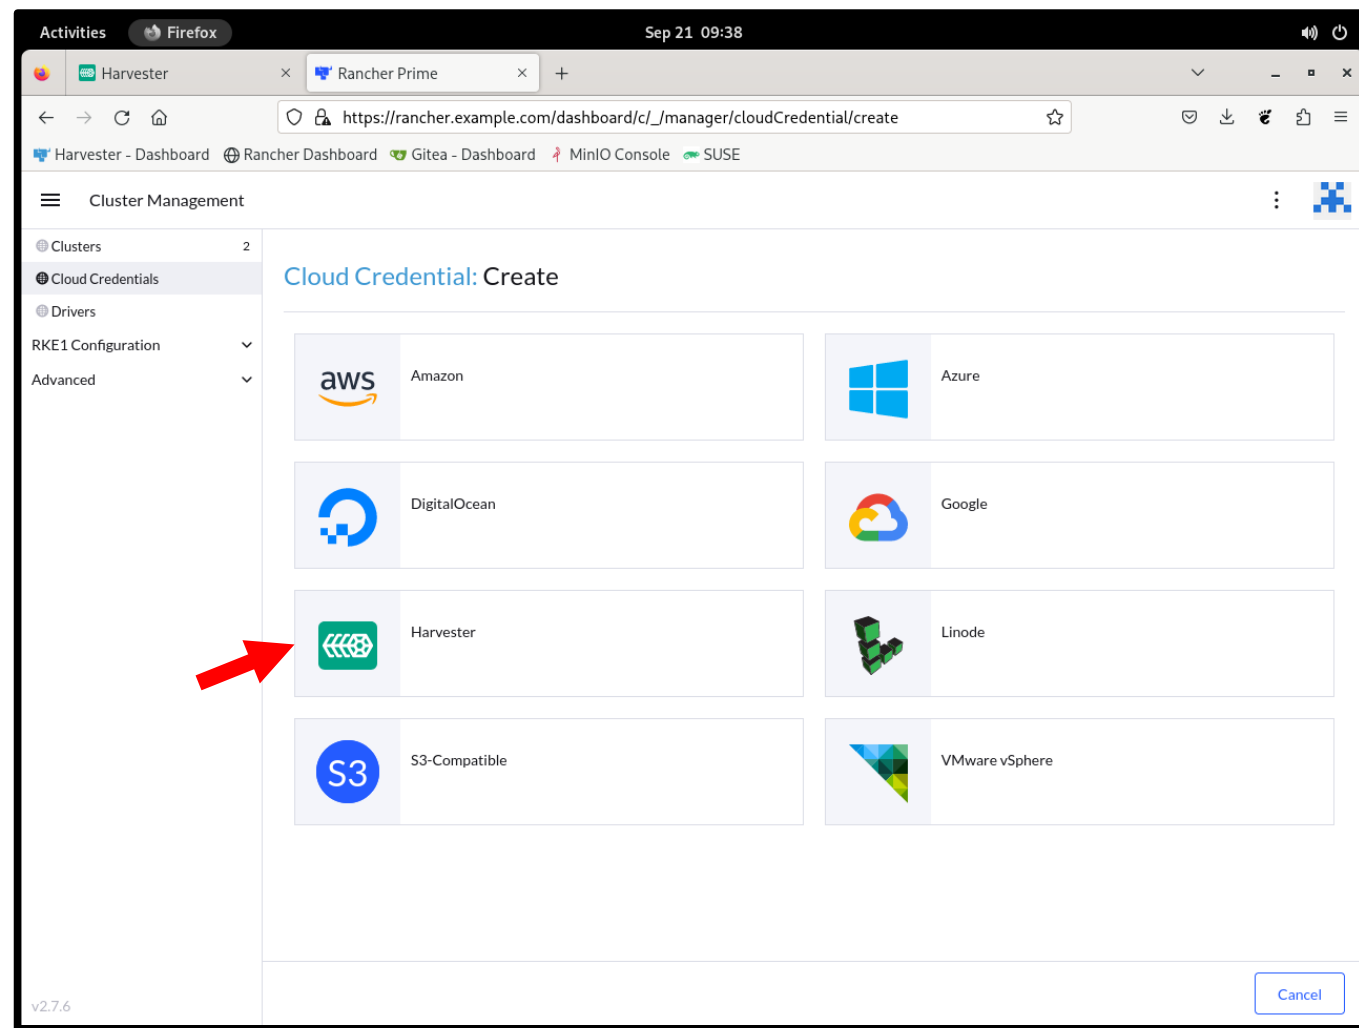 Activities Firefox Sep 21 09:38
Harvester Rancher Prime
https://rancher.example.com/dashboard/c/_/manager/cloudCredential/create
Harvester - Dashboard Rancher Dashboard Gitea - Dashboard MinIO Console SUSE
Cluster Management
Clusters 2
Cloud Credentials
Drivers
RKE1 Configuration
Advanced
Cloud Credential: Create
aws Amazon
Azure
DigitalOcean
Google
Harvester
Linode
S3 S3-Compatible
VMware vSphere
Cancel
v2.7.6